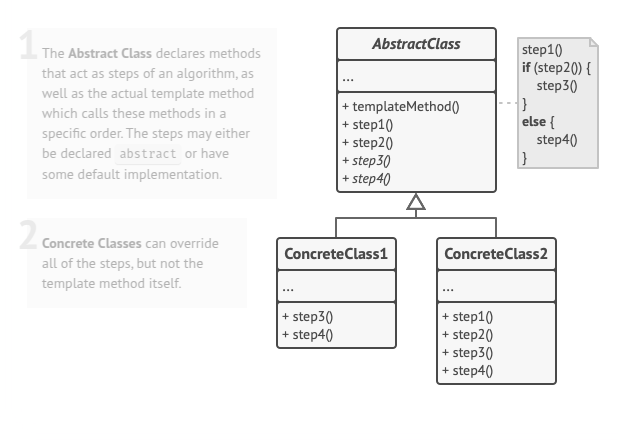 1
The Abstract Class declares methods
that act as steps of an algorithm, as
well as the actual template method
which calls these methods in a
specific order. The steps may either
be declared abstract or have
some default implementation.
AbstractClass
...
+ templateMethod()
+ step1()
+ step2()
+ step3()
+ step4()
step1()
if (step2()) {
step3()
}
else {
step4()
}
2
Concrete Classes can override
all of the steps, but not the
template method itself.
ConcreteClass1
...
+ step3()
+ step4()
ConcreteClass2
...
+ step1()
+ step2()
+ step3()
+ step4()